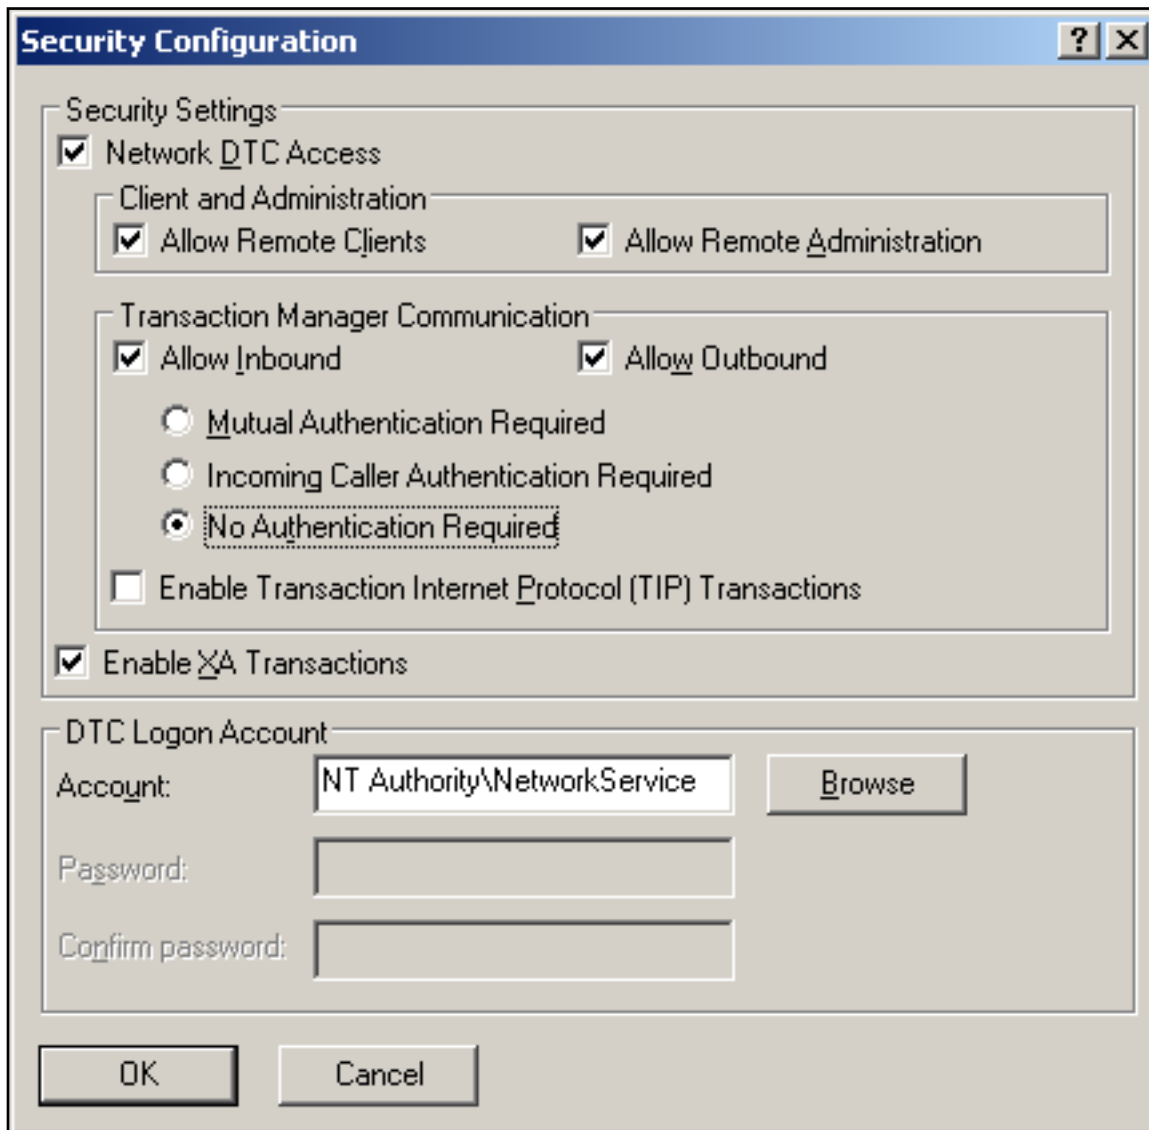 Security Configuration
Security Settings
Network DTC Access
Client and Administration
Allow Remote Clients Allow Remote Administration
Transaction Manager Communication
Allow Inbound Allow Outbound
Mutual Authentication Required
Incoming Caller Authentication Required
No Authentication Required
Enable Transaction Internet Protocol (TIP) Transactions
Enable XA Transactions
DTC Logon Account
Account: NT Authority\NetworkService Browse
Password:
Confirm password:
OK Cancel